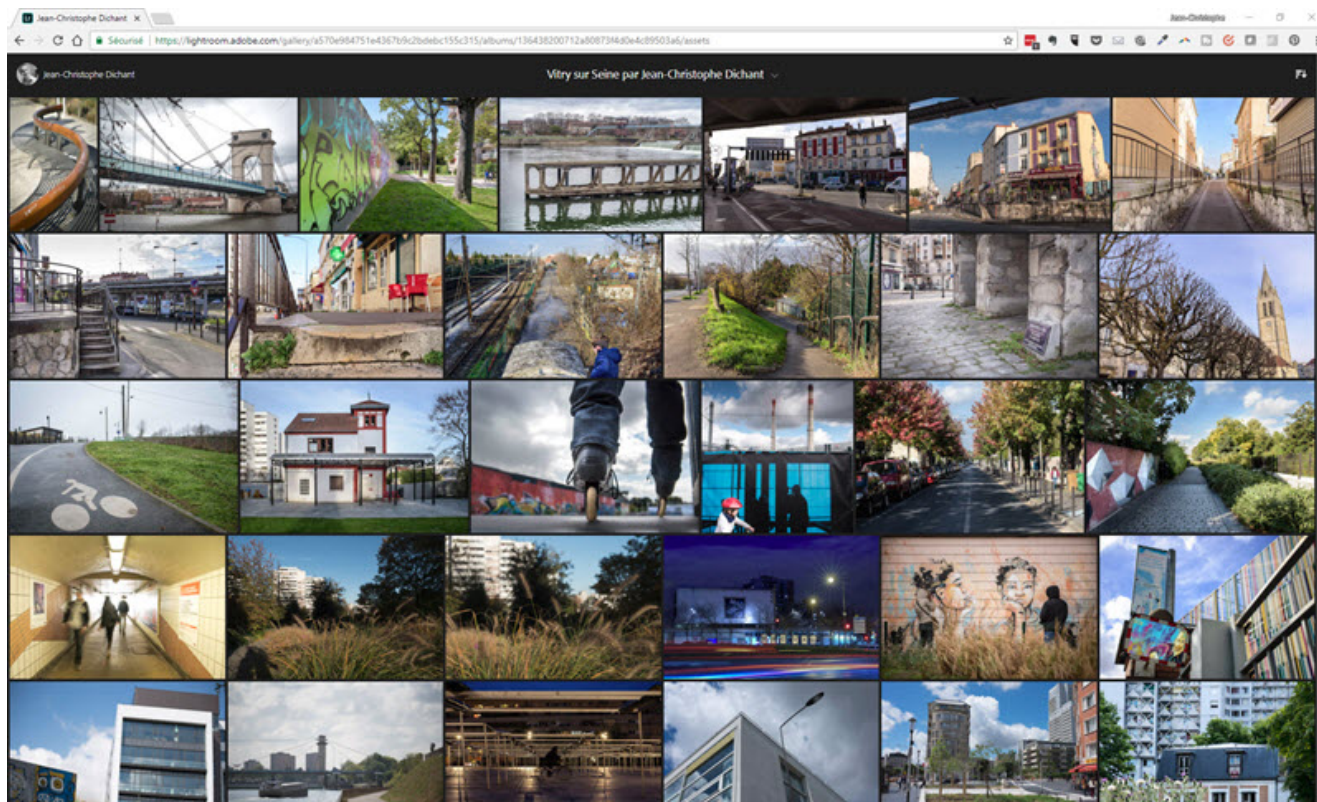 Jean-Christophe Dichant
Sécurisé | https://lightroom.adobe.com/gallery/a570e984751e4367b9c2bdebc155c315/albums/136438200712a80873f4d0e4c89503a6/assets
Jean-Christophe Dichant
Vitry sur Seine par Jean-Christophe Dichant